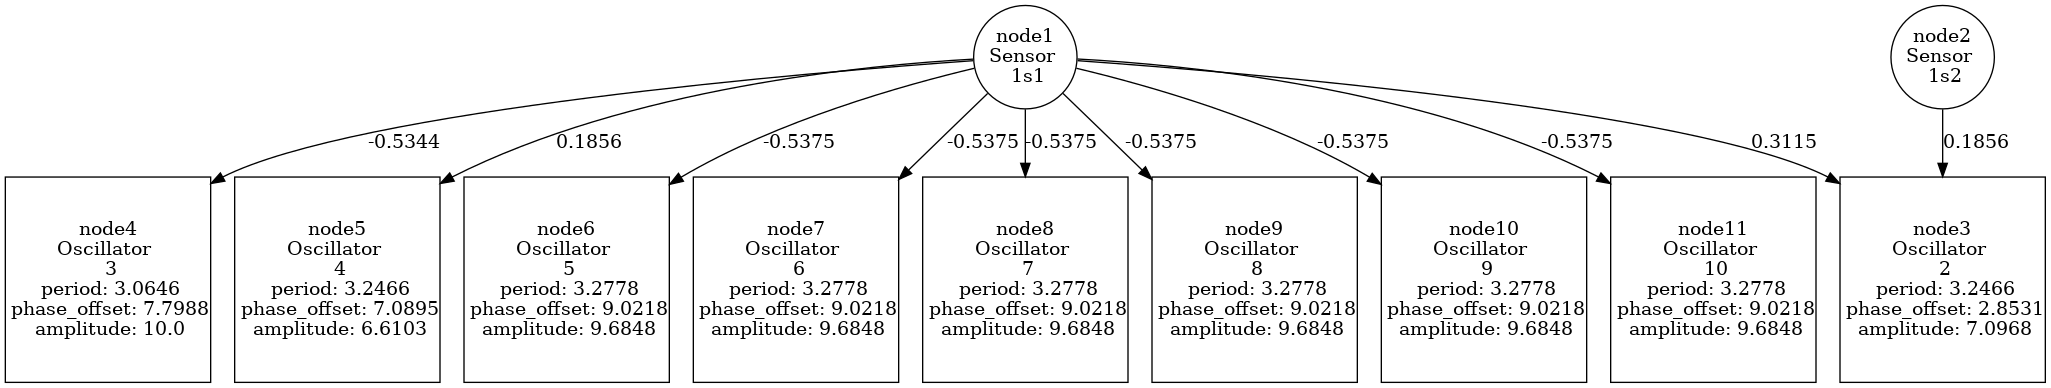 node1
Sensor
1s1
node2
Sensor
1s2
-0.5344
0.1856
-0.5375
-0.5375
-0.5375
-0.5375
-0.5375
-0.5375
0.3115
0.1856
node4
Oscillator
3
period: 3.0646
phase_offset: 7.7988
amplitude: 10.0
node5
Oscillator
4
period: 3.2466
phase_offset: 7.0895
amplitude: 6.6103
node6
Oscillator
5
period: 3.2778
phase_offset: 9.0218
amplitude: 9.6848
node7
Oscillator
6
period: 3.2778
phase_offset: 9.0218
amplitude: 9.6848
node8
Oscillator
7
period: 3.2778
phase_offset: 9.0218
amplitude: 9.6848
node9
Oscillator
8
period: 3.2778
phase_offset: 9.0218
amplitude: 9.6848
node10
Oscillator
9
period: 3.2778
phase_offset: 9.0218
amplitude: 9.6848
node11
Oscillator
10
period: 3.2778
phase_offset: 9.0218
amplitude: 9.6848
node3
Oscillator
2
period: 3.2466
phase_offset: 2.8531
amplitude: 7.0968